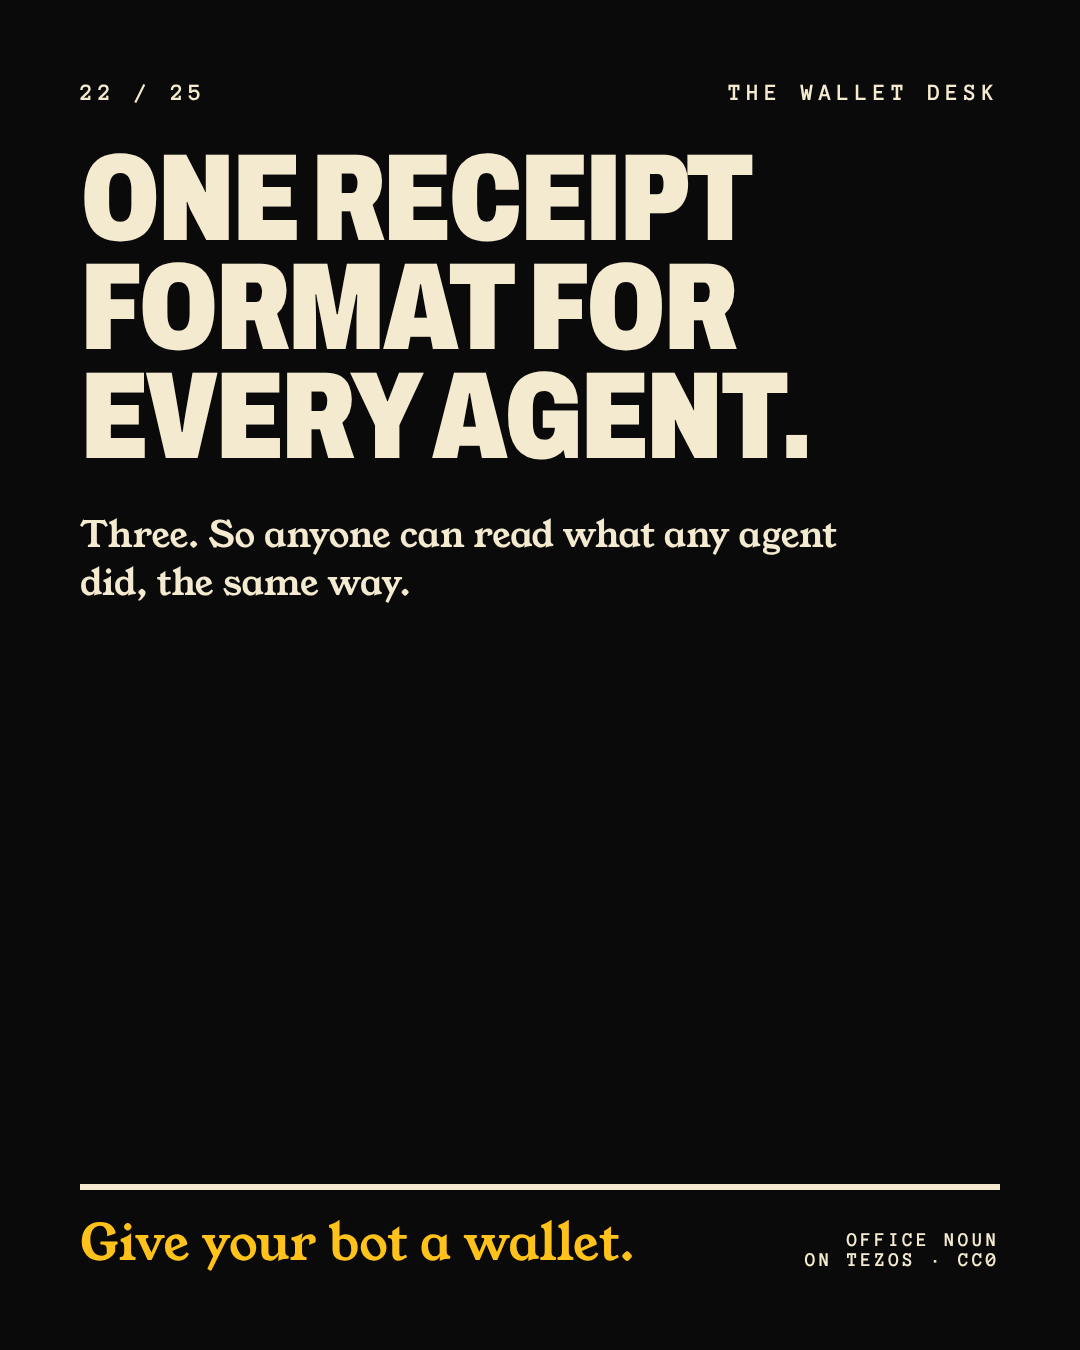 22 / 25
THE WALLET DESK
ONE RECEIPT
FORMAT FOR
EVERY AGENT.
Three. So anyone can read what any agent
did, the same way.
Give your bot a wallet.
OFFICE NOUN
ON TEZOS · CC0